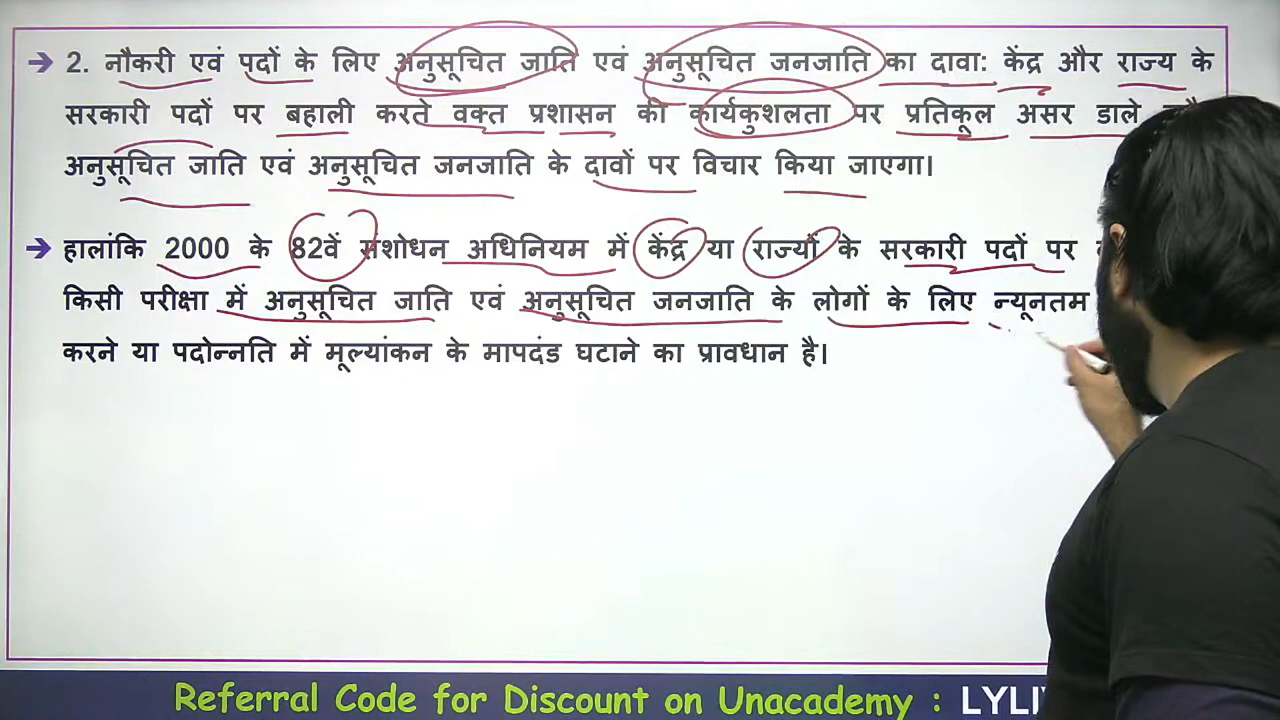 ➔ 2. नौकरी एवं पदों के लिए अनुसूचित जाति एवं अनुसूचित जनजाति का दावा: केंद्र और राज्य के
सरकारी पदों पर बहाली करते वक्त प्रशासन की कार्यकुशलता पर प्रतिकूल असर डाले
अनुसूचित जाति एवं अनुसूचित जनजाति के दावों पर विचार किया जाएगा।
➔ हालांकि 2000 के 82वें संशोधन अधिनियम में केंद्र या राज्यों के सरकारी पदों पर
किसी परीक्षा में अनुसूचित जाति एवं अनुसूचित जनजाति के लोगों के लिए न्यूनतम
करने या पदोन्नति में मूल्यांकन के मापदंड घटाने का प्रावधान है।
Referral Code for Discount on Unacademy :